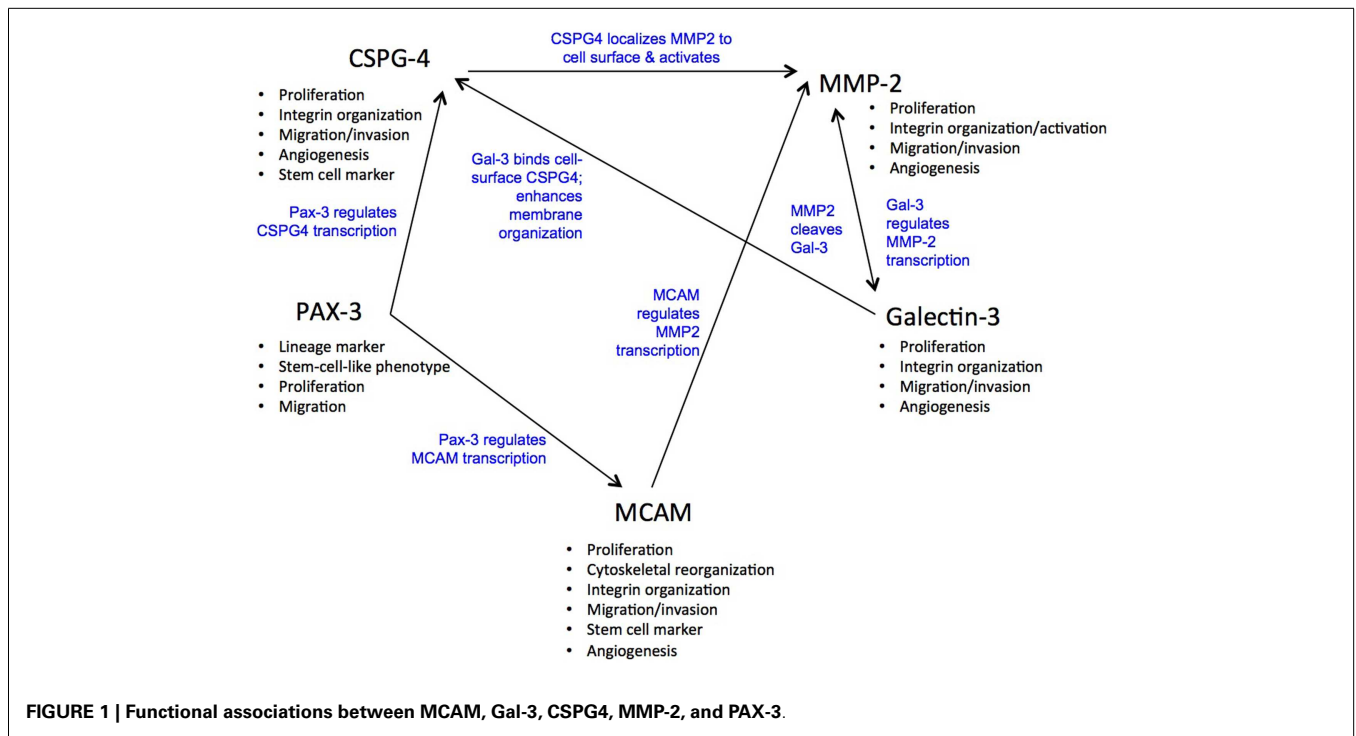 CSPG4 localizes MMP2 to
cell surface & activates
CSPG-4
• Proliferation
• Integrin organization
• Migration/invasion
• Angiogenesis
• Stem cell marker
MMP-2
• Proliferation
• Integrin organization/activation
• Migration/invasion
• Angiogenesis
Pax-3 regulates
CSPG4 transcription
Gal-3 binds cell-
surface CSPG4;
enhances
membrane
organization
MMP2
cleaves
Gal-3
Gal-3
regulates
MMP-2
transcription
PAX-3
• Lineage marker
• Stem-cell-like phenotype
• Proliferation
• Migration
MCAM
regulates
MMP2
transcription
Galectin-3
• Proliferation
• Integrin organization
• Migration/invasion
• Angiogenesis
Pax-3 regulates
MCAM transcription
MCAM
• Proliferation
• Cytoskeletal reorganization
• Integrin organization
• Migration/invasion
• Stem cell marker
• Angiogenesis
FIGURE 1 | Functional associations between MCAM, Gal-3, CSPG4, MMP-2, and PAX-3.